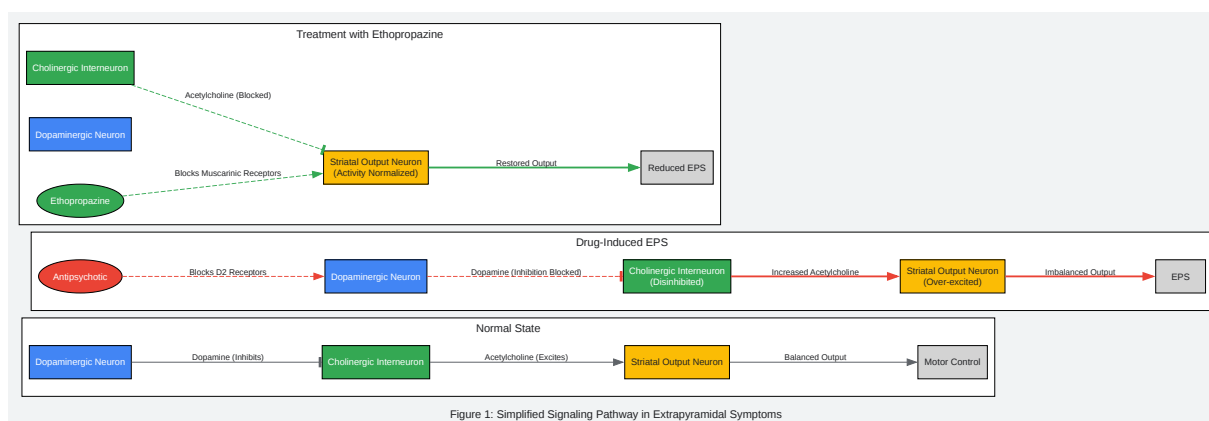 Treatment with Ethopropazine
Cholinergic Interneuron
Acetylcholine (Blocked)
Dopaminergic Neuron
Striatal Output Neuron
(Activity Normalized)
Restored Output
Reduced EPS
Blocks Muscarinic Receptors
Ethopropazine
Drug-Induced EPS
Antipsychotic
Blocks D2 Receptors
Dopaminergic Neuron
Dopamine (Inhibition Blocked)
Cholinergic Interneuron
(Disinhibited)
Increased Acetylcholine
Striatal Output Neuron
(Over-excited)
Imbalanced Output
EPS
Normal State
Dopaminergic Neuron
Dopamine (Inhibits)
Cholinergic Interneuron
Acetylcholine (Excites)
Striatal Output Neuron
Balanced Output
Motor Control
Figure 1: Simplified Signaling Pathway in Extrapyramidal Symptoms